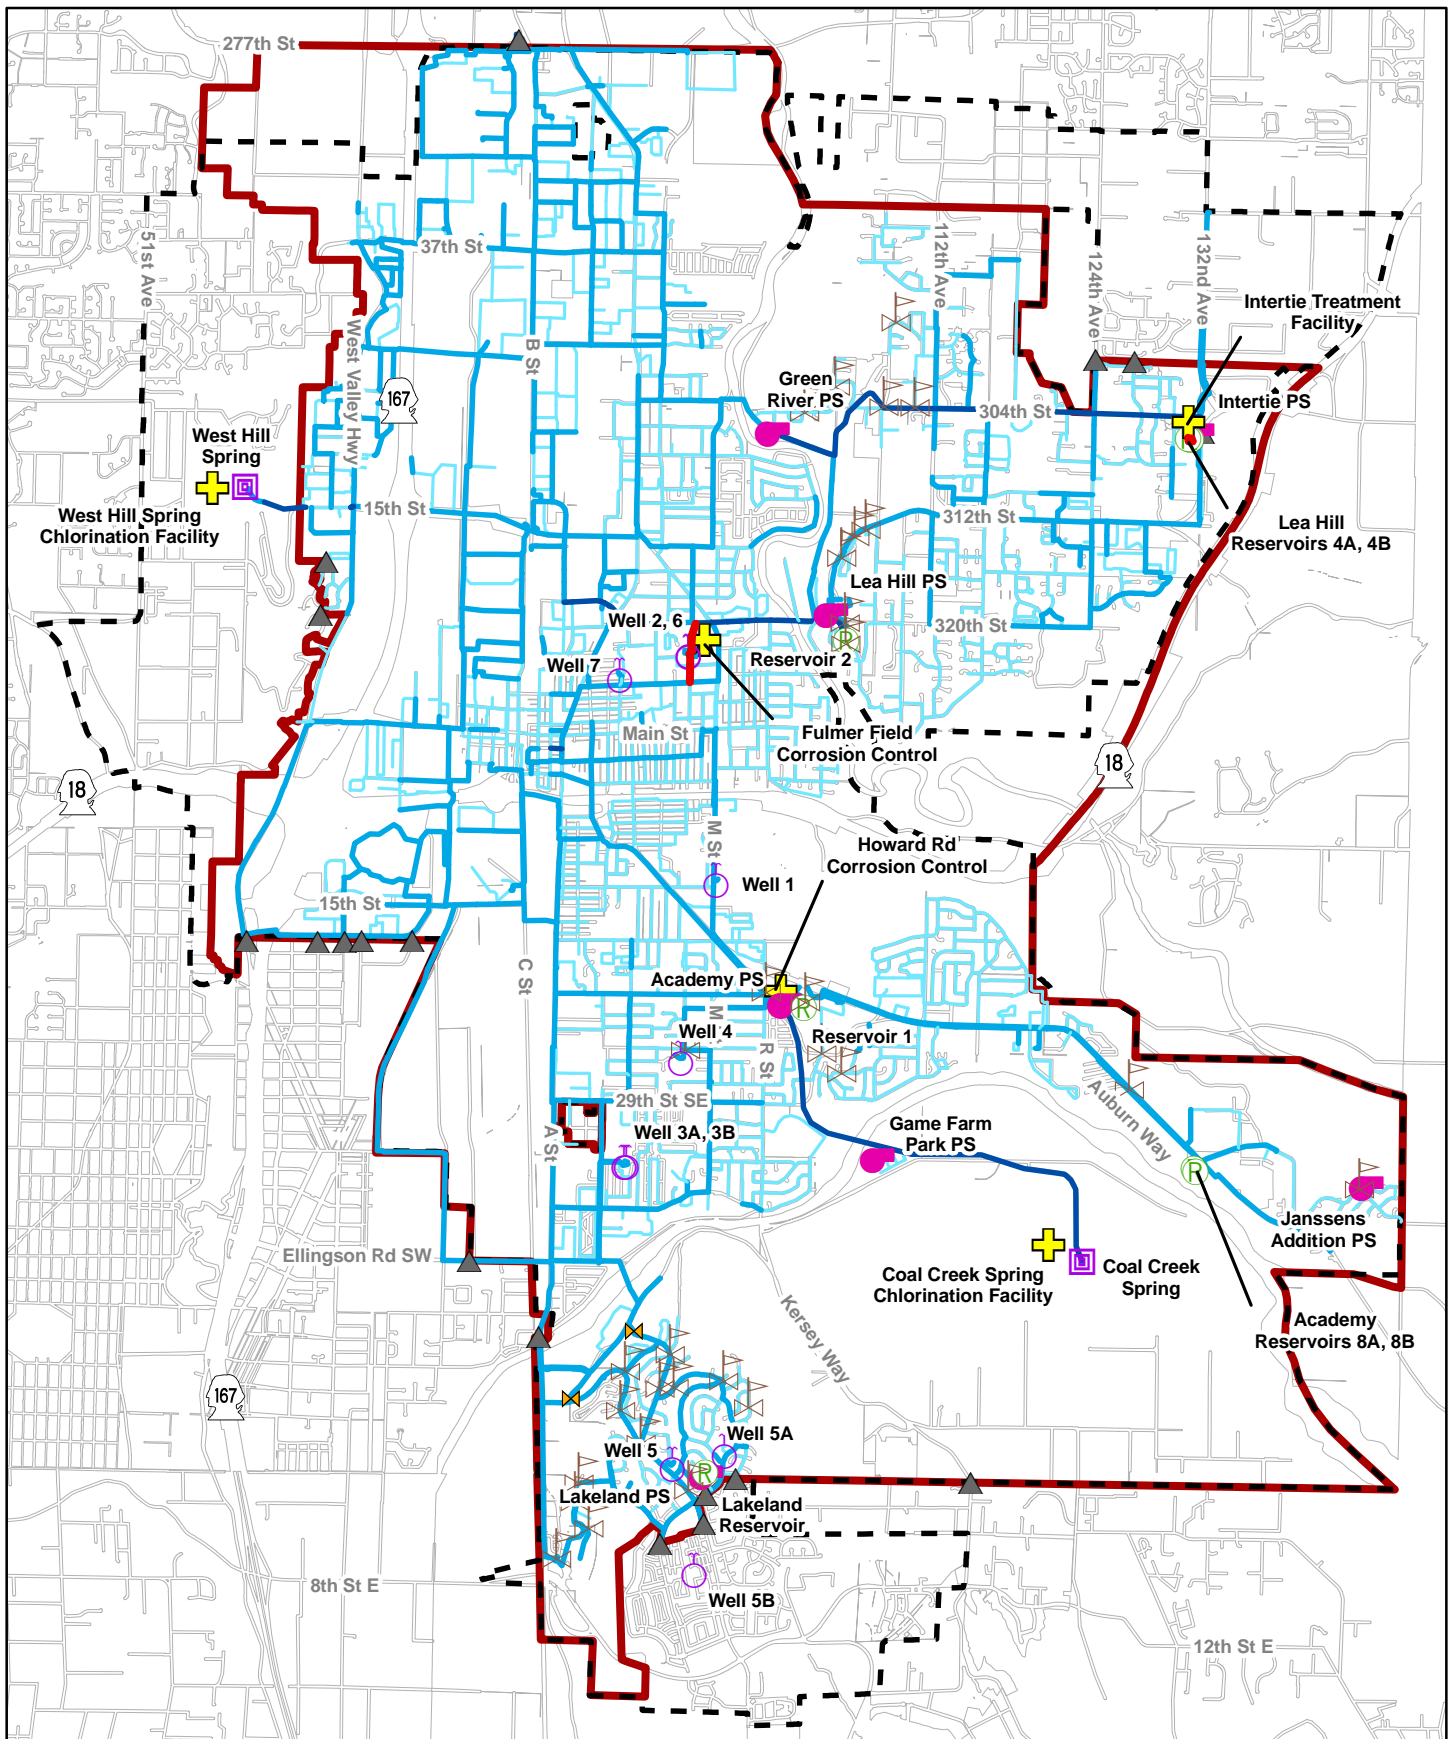 277th St
51st Ave
37th St
West Valley Hwy
167
B St
112th Ave
124th Ave
132nd Ave
Intertie Treatment
Facility
Green
River PS
304th St
Intertie PS
West Hill
Spring
West Hill Spring
Chlorination Facility
15th St
312th St
Lea Hill
Reservoirs 4A, 4B
R
Lea Hill PS
Well 2, 6
320th St
R
Reservoir 2
Well 7
Main St
Fulmer Field
Corrosion Control
18
18
M St
Howard Rd
Corrosion Control
Well 1
15th St
C St
Academy PS
R
M St
Well 4
R St
Reservoir 1
29th St SE
Auburn Way
A St
Well 3A, 3B
Game Farm
Park PS
R
Janssens
Addition PS
Ellingson Rd SW
Coal Creek Spring
Chlorination Facility
Coal Creek
Spring
Kersey Way
Academy
Reservoirs 8A, 8B
167
Well 5A
Well 5
R
Lakeland PS
Lakeland
Reservoir
8th St E
Well 5B
12th St E